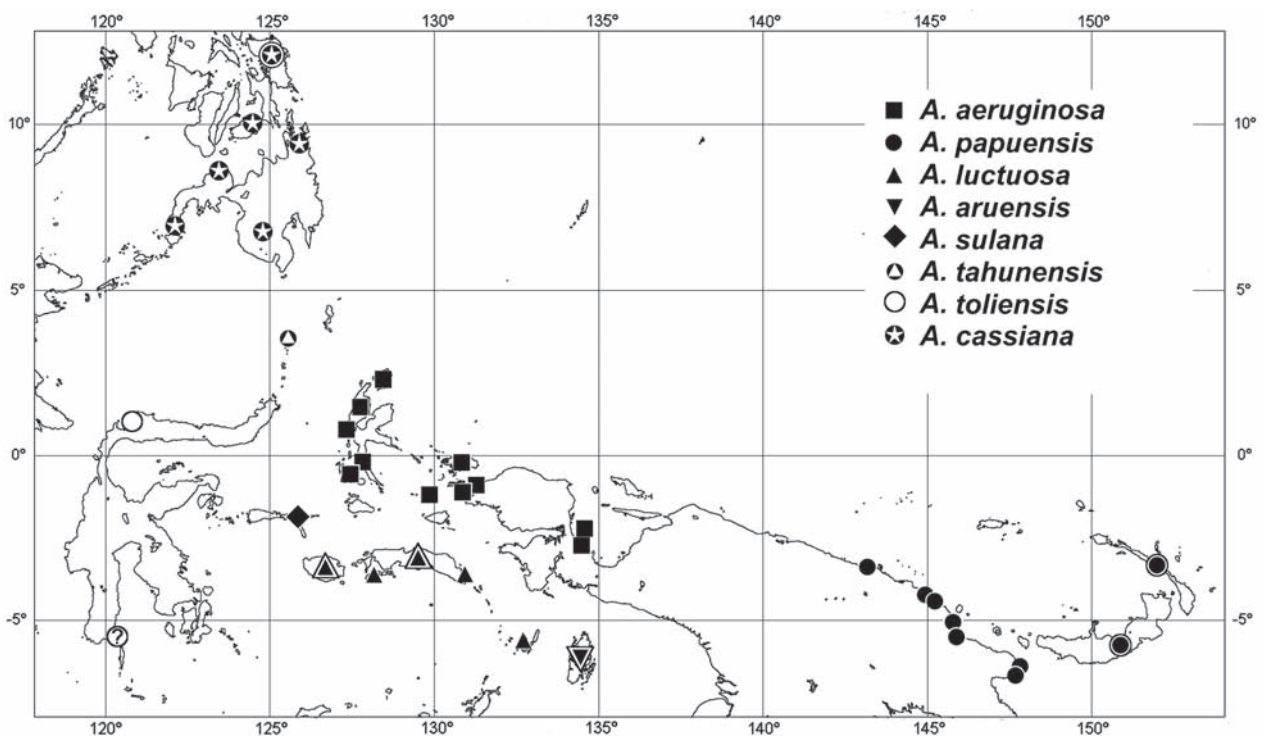 120° 125° 130° 135° 140° 145° 150°
A. aeruginosa
10° A. papuensis 10°
A. luctuosa
A. aruensis
A. sulana
5° A. tahunensis 5°
A. toliensis
A. cassiana
0° 0°
-5° -5°
?
120° 125° 130° 135° 140° 145° 150°